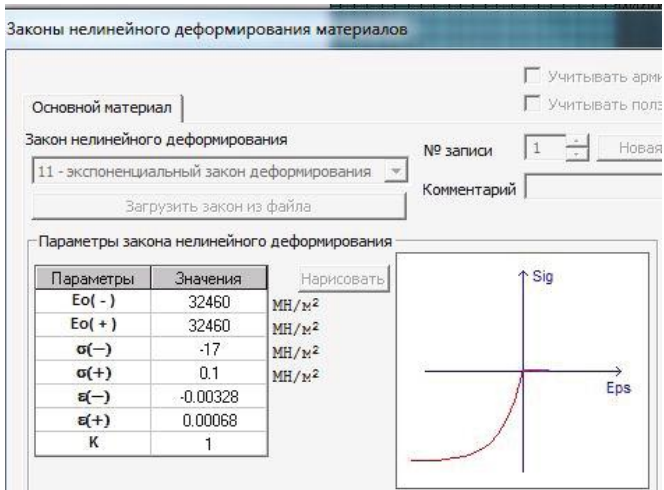 Законы нелинейного деформирования материалов
Учитывать
Основной материал
Учитывать
Закон нелинейного деформирования
11 - экспоненциальный закон деформирования
№ записи 1 Новая
Загрузить закон из файла
Комментарий
Параметры закона нелинейного деформирования
Параметры Значения Нарисовать
Eo( - ) 32460 МН/м²
Eo( + ) 32460 МН/м²
σ(−) -17 МН/м²
σ(+) 0.1 МН/м²
ε(−) -0.00328
ε(+) 0.00068
K 1
Sig
Eps